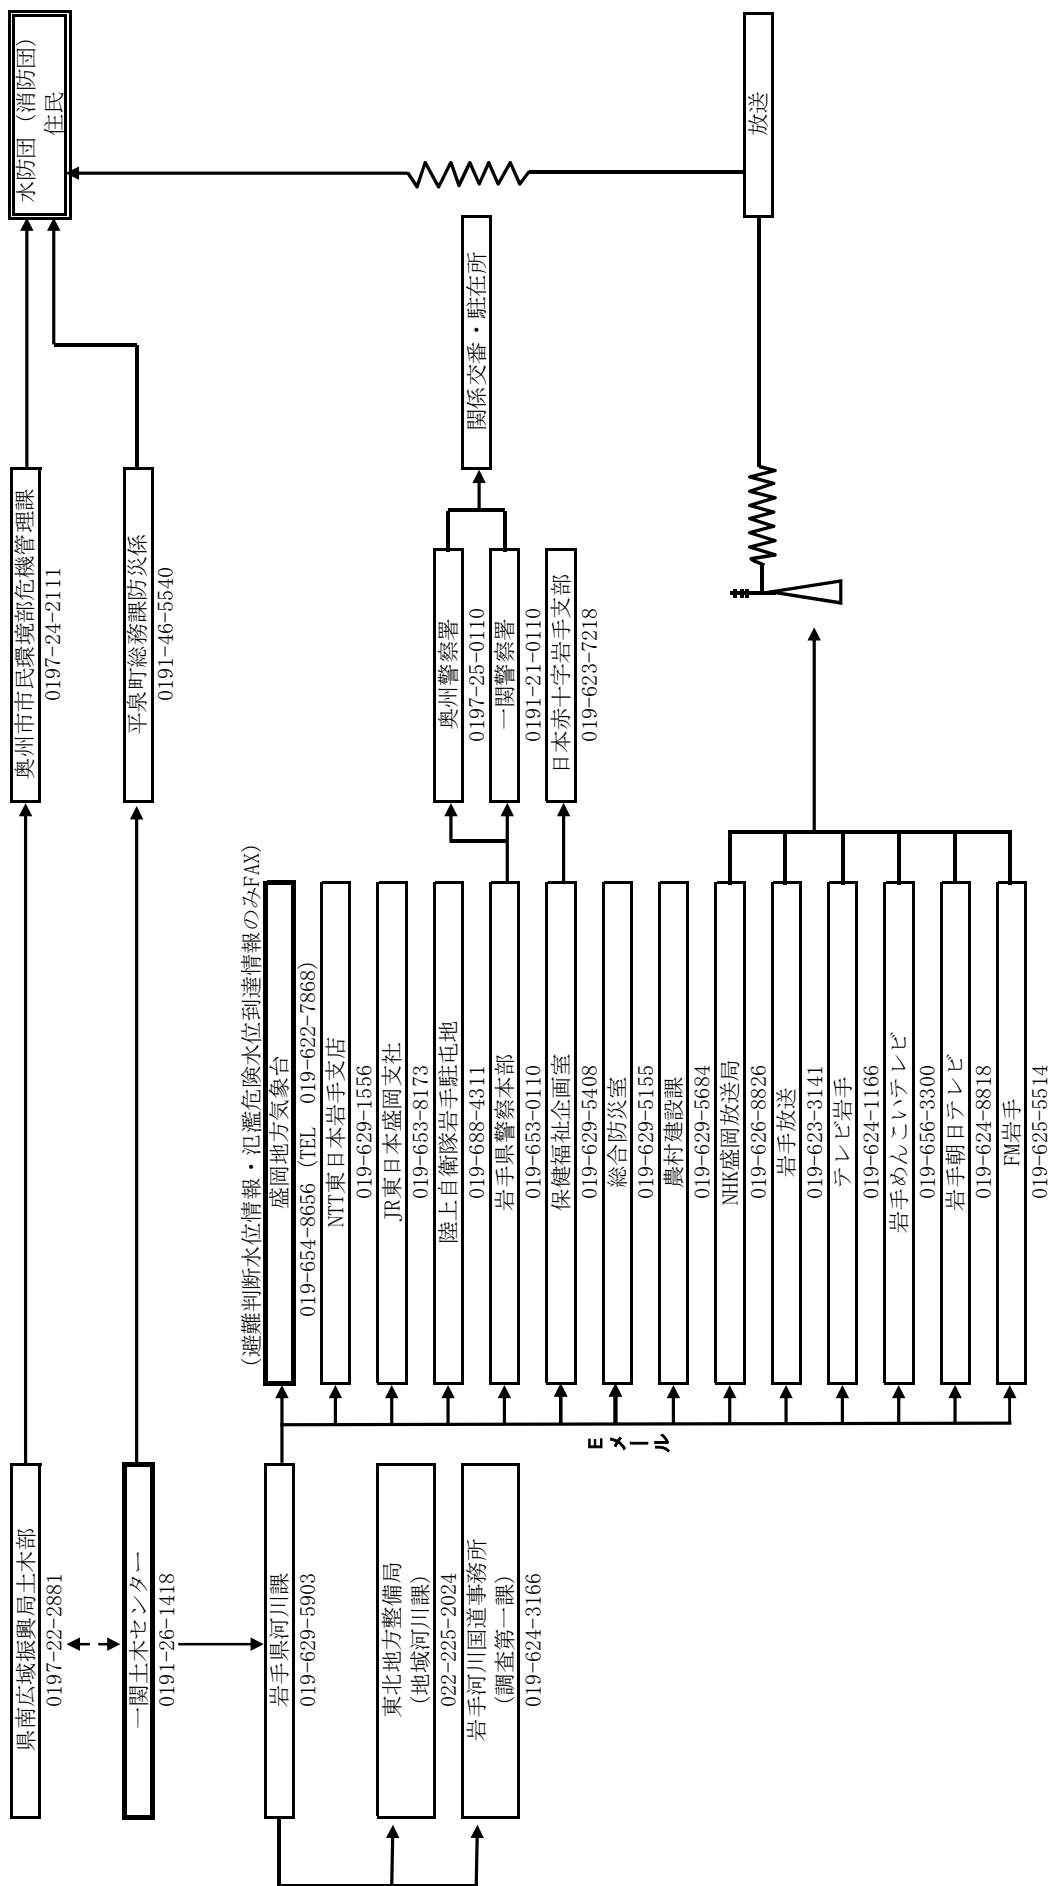 県南広域振興局土木部
0197-22-2881
一関土木センター
0191-26-1418
岩手県河川課
019-629-5903
東北地方整備局
(地域河川課)
022-225-2024
岩手河川国道事務所
(調査第一課)
019-624-3166
Eメール
(避難判断水位情報・氾濫危険水位到達情報のみFAX)
盛岡地方気象台
019-654-8656 (TEL 019-622-7868)
NTT東日本岩手支店
019-629-1556
JR東日本盛岡支社
019-653-8173
陸上自衛隊岩手駐屯地
019-688-4311
岩手県警察本部
019-653-0110
保健福祉企画室
019-629-5408
総合防災室
019-629-5155
農村建設課
019-629-5684
NHK盛岡放送局
019-626-8826
岩手放送
019-623-3141
テレビ岩手
019-624-1166
岩手めんこいテレビ
019-656-3300
岩手朝日テレビ
019-624-8818
FM岩手
019-625-5514
奥州市市民環境部危機管理課
0197-24-2111
平泉町総務課防災係
0191-46-5540
奥州警察署
0197-25-0110
一関警察署
0191-21-0110
日本赤十字岩手支部
019-623-7218
関係交番・駐在所
水防団（消防団）
住民
放送